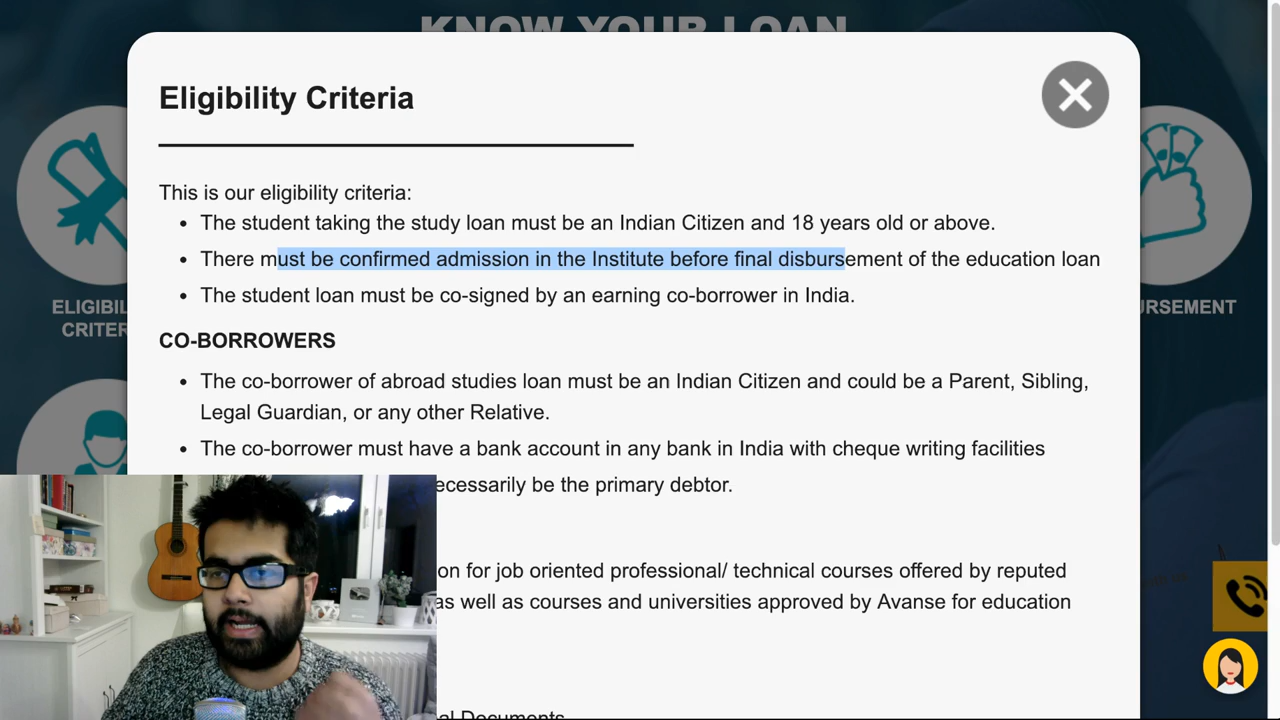 KNOW YOUR LOAN
Eligibility Criteria
This is our eligibility criteria:
• The student taking the study loan must be an Indian Citizen and 18 years old or above.
• There must be confirmed admission in the Institute before final disbursement of the education loan
• The student loan must be co-signed by an earning co-borrower in India.
ELIGIBIL
CRITER
URSEMENT
CO-BORROWERS
• The co-borrower of abroad studies loan must be an Indian Citizen and could be a Parent, Sibling,
Legal Guardian, or any other Relative.
• The co-borrower must have a bank account in any bank in India with cheque writing facilities
ecessarily be the primary debtor.
on for job oriented professional/ technical courses offered by reputed
as well as courses and universities approved by Avanse for education
al Documents